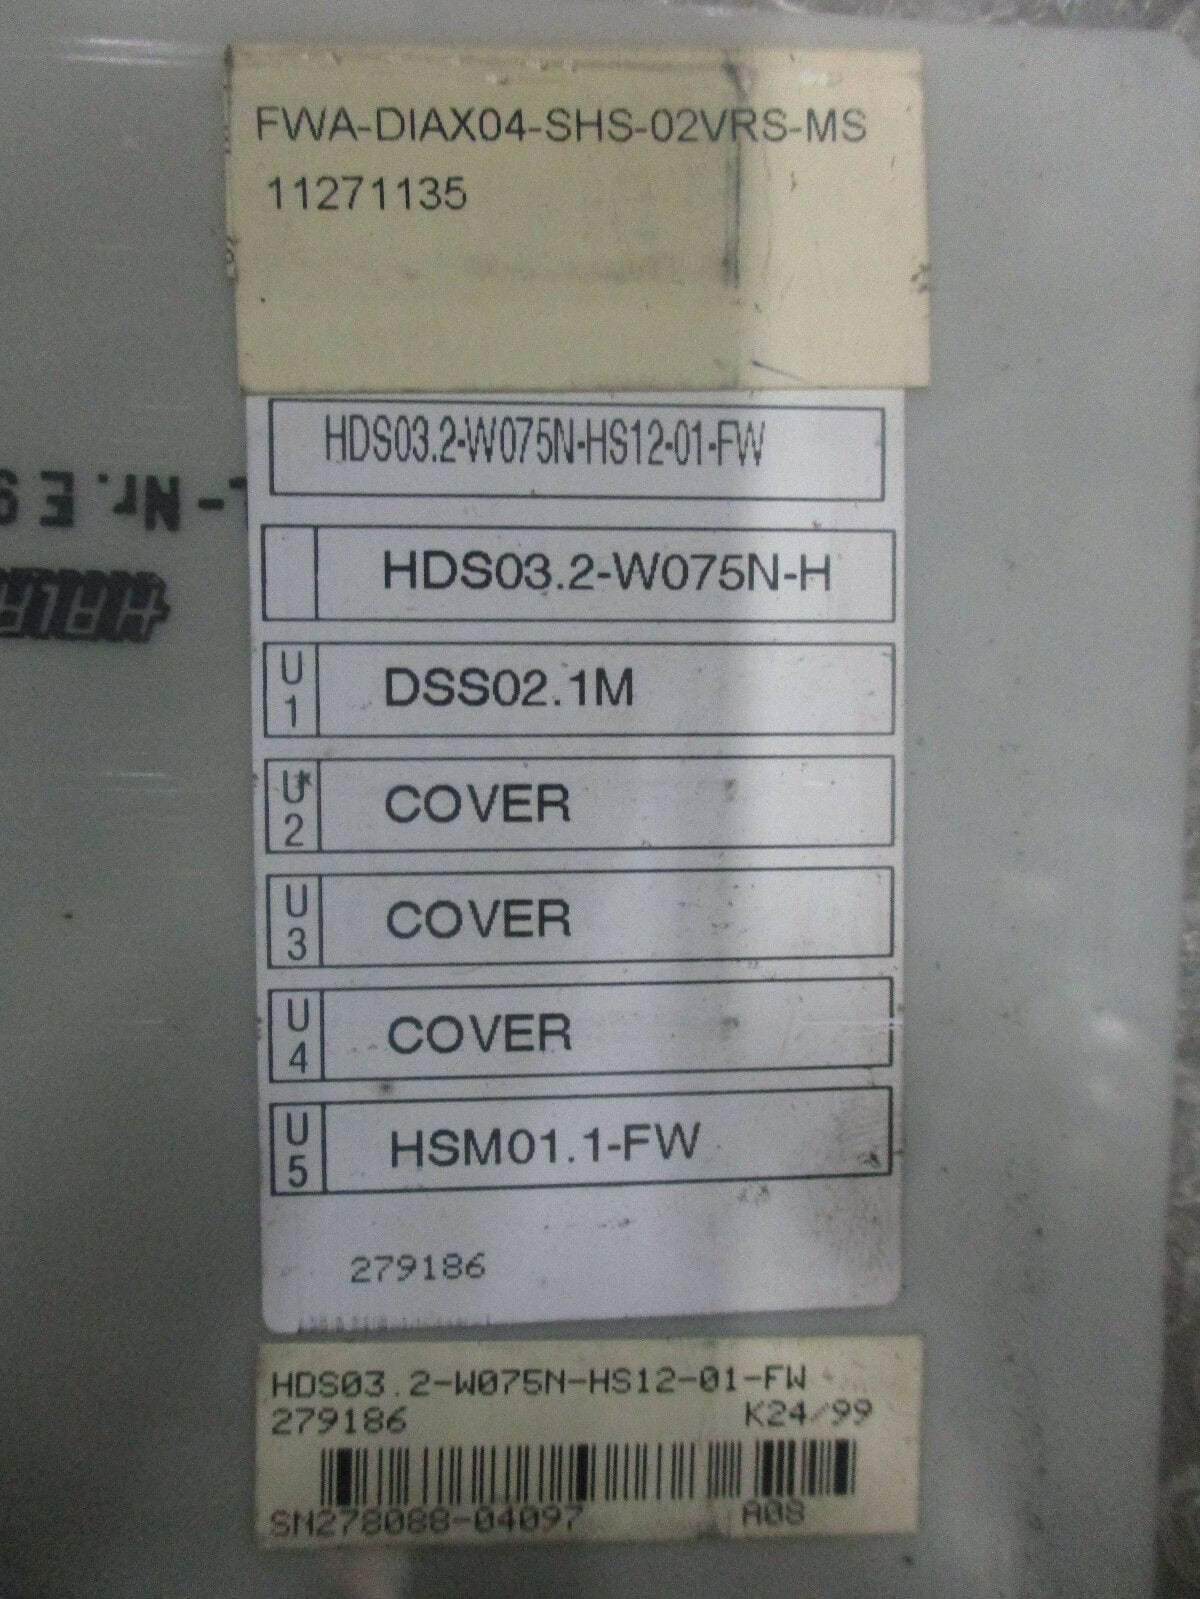 FWA-DIAX04-SHS-02VRS-MS
11271135
HDS03.2-W075N-HS12-01-FW
HDS03.2-W075N-H
U1 DSS02.1M
U2 COVER
U3 COVER
U4 COVER
U5 HSM01.1-FW
279186
HDS03.2-W075N-HS12-01-FW
279186 K24/99
SN278088-04097 A08